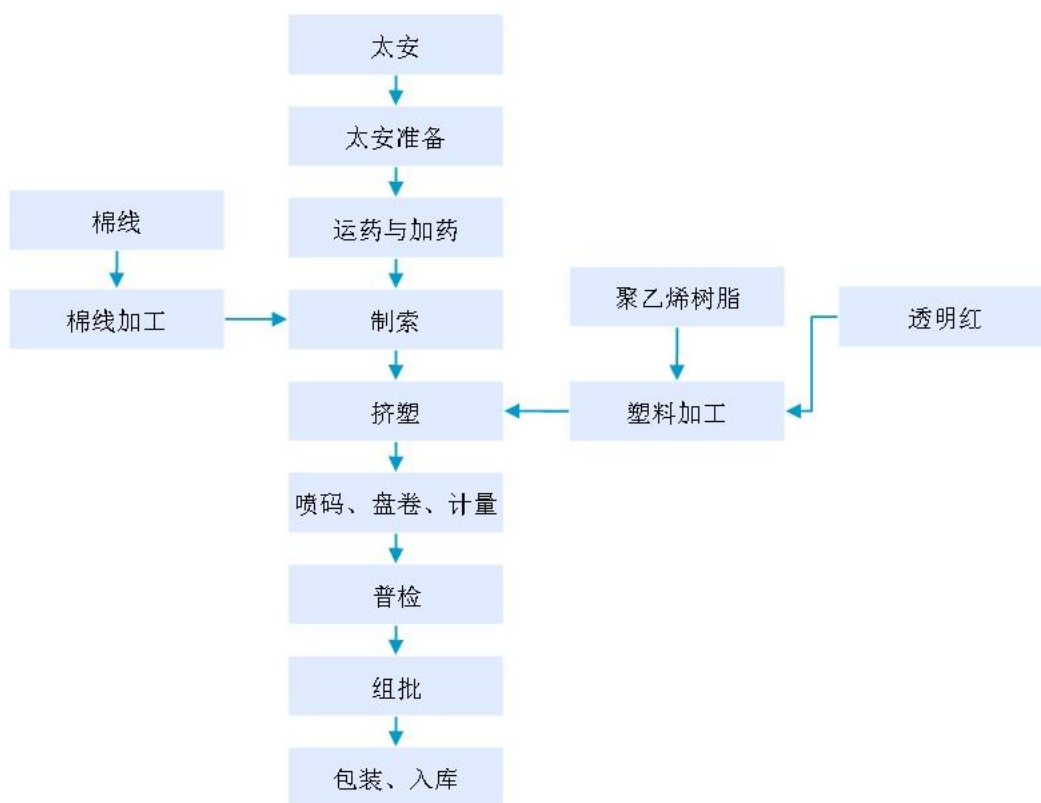 太安
太安准备
棉线
运药与加药
聚乙烯树脂
棉线加工
制索
透明红
挤塑
塑料加工
喷码、盘卷、计量
普检
组批
包装、入库